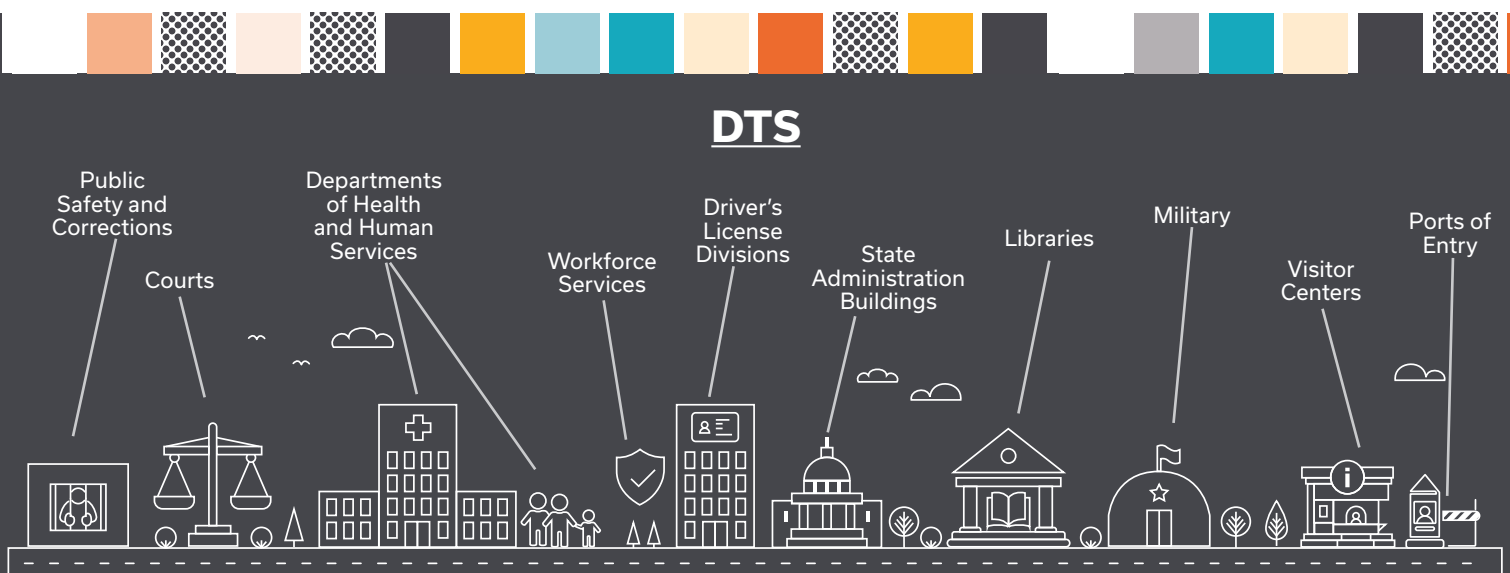 DTS
Public
Safety and
Corrections
Courts
Departments
of Health
and Human
Services
Workforce
Services
Driver’s
License
Divisions
State
Administration
Buildings
Libraries
Military
Visitor
Centers
Ports of
Entry
i